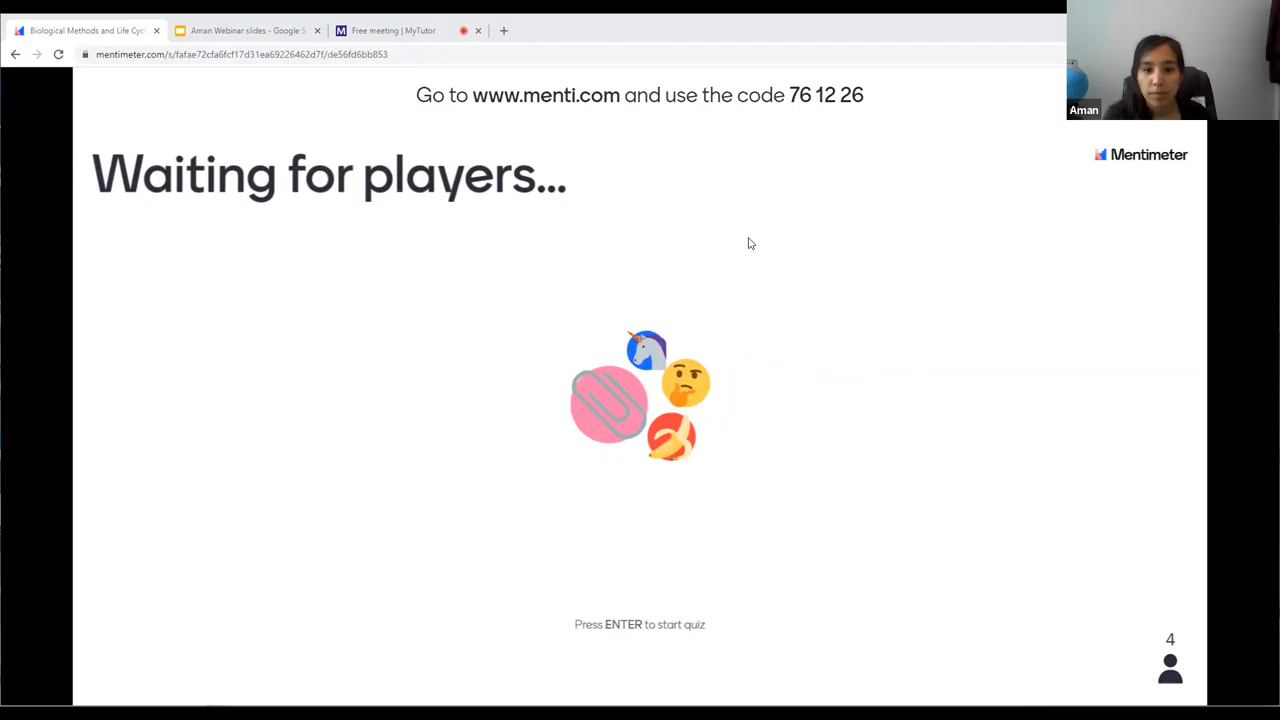 Biological Methods and Life Cyc
Aman Webinar slides - Google S
Free meeting | MyTutor
mentimeter.com/s/fafae72cfa6fcf17d31ea69226462d7f/de56fd6bb853
Aman
Go to www.menti.com and use the code 76 12 26
Mentimeter
Waiting for players...
Press ENTER to start quiz
4